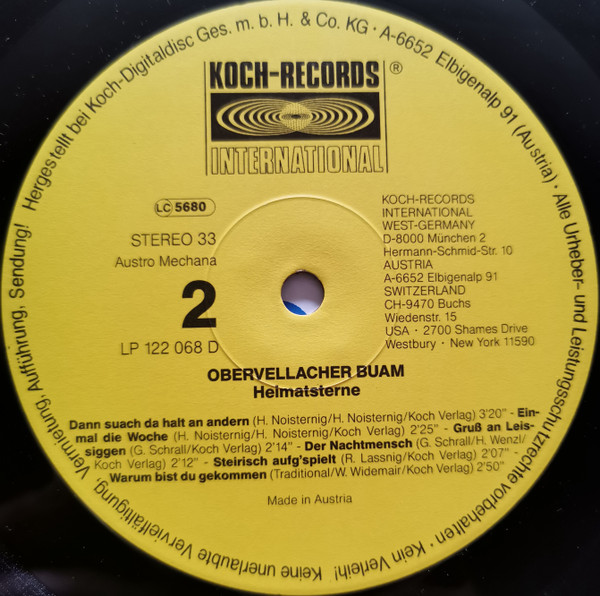 Hergestellt bei Koch-Digitaldisc Ges. m. b. H. & Co. KG · A-6652 Elbigenalp 91 (Austria) · Alle Urheber- und Leistungsschutzrechte vorbehalten · Kein Verleih! · Keine unerlaubte Vervielfältigung, Vermietung, Aufführung, Sendung!
KOCH-RECORDS ®
INTERNATIONAL
LC 5680
STEREO 33
Austro Mechana
2
LP 122 068 D
KOCH-RECORDS
INTERNATIONAL
WEST-GERMANY
D-8000 München 2
Hermann-Schmid-Str. 10
AUSTRIA
A-6652 Elbigenalp 91
SWITZERLAND
CH-9470 Buchs
Wiedenstr. 15
USA · 2700 Shames Drive
Westbury · New York 11590
OBERVELLACHER BUAM
Heimatsterne
Dann suach da halt an andern (H. Noisternig/H. Noisternig/Koch Verlag) 3'20" - Ein-
mal die Woche (H. Noisternig/H. Noisternig/Koch Verlag) 2'25" - Gruß an Leis-
siggen (G. Schrall/Koch Verlag) 2'14" - Der Nachtmensch (G. Schrall/H. Wenzl/
Koch Verlag) 2'12" - Steirisch aufg'spielt (R. Lassnig/Koch Verlag) 2'07" -
Warum bist du gekommen (Traditional/W. Widemair/Koch Verlag) 2'50"
Made in Austria